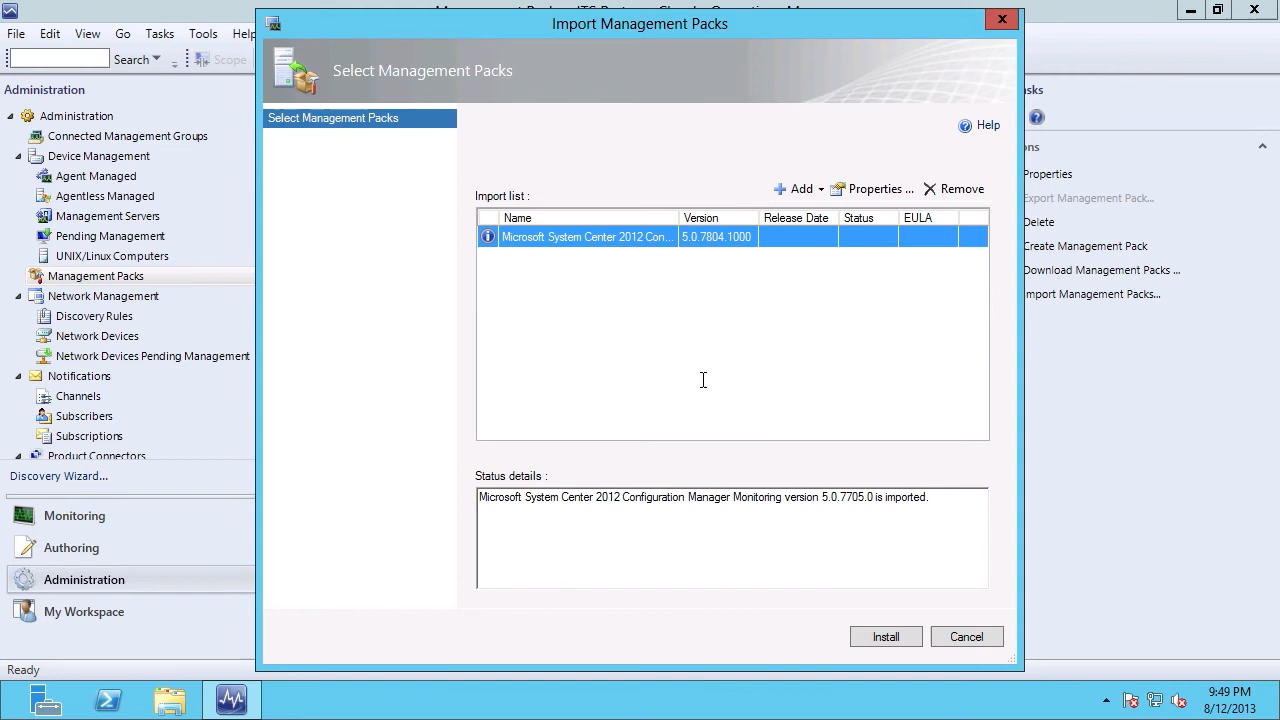 Import Management Packs
File Edit View Go Tasks Tools
Search
Scope
Administration
Administration
Connected Management Groups
Device Management
Agent Managed
Agentless Managed
Management Servers
Pending Management
UNIX/Linux Computers
Management Packs
Network Management
Discovery Rules
Network Devices
Network Devices Pending Management
Notifications
Channels
Subscribers
Subscriptions
Product Connectors
Discovery Wizard...
Monitoring
Authoring
Administration
My Workspace
Ready
Select Management Packs
Select Management Packs
Help
Import list :
Add Properties ... Remove
Name Version Release Date Status EULA
Microsoft System Center 2012 Con... 5.0.7804.1000
Status details :
Microsoft System Center 2012 Configuration Manager Monitoring version 5.0.7705.0 is imported.
Install Cancel
Properties
Export Management Pack...
Delete
Create Management Pack
Download Management Packs ...
Import Management Packs...
9:49 PM
8/12/2013